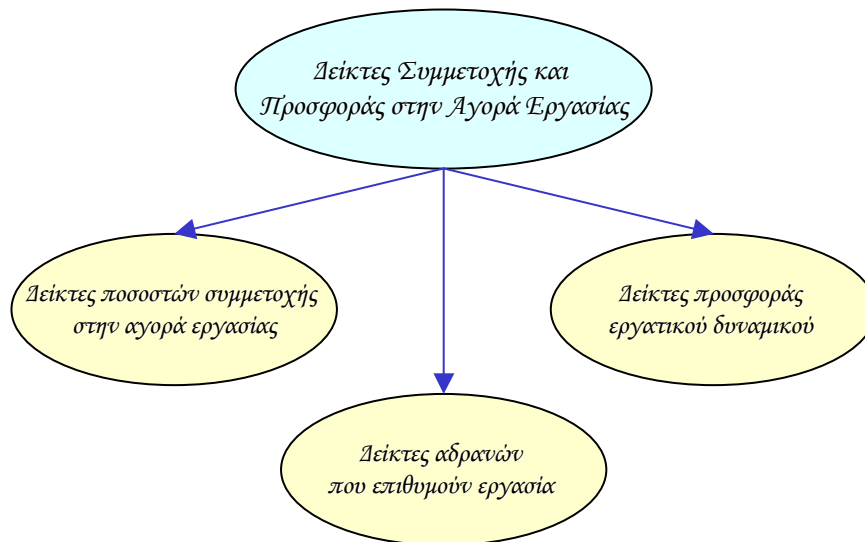 Δείκτες Συμμετοχής και
Προσφοράς στην Αγορά Εργασίας
Δείκτες ποσοστών συμμετοχής
στην αγορά εργασίας
Δείκτες προσφοράς
εργατικού δυναμικού
Δείκτες αδρανών
που επιθυμούν εργασία